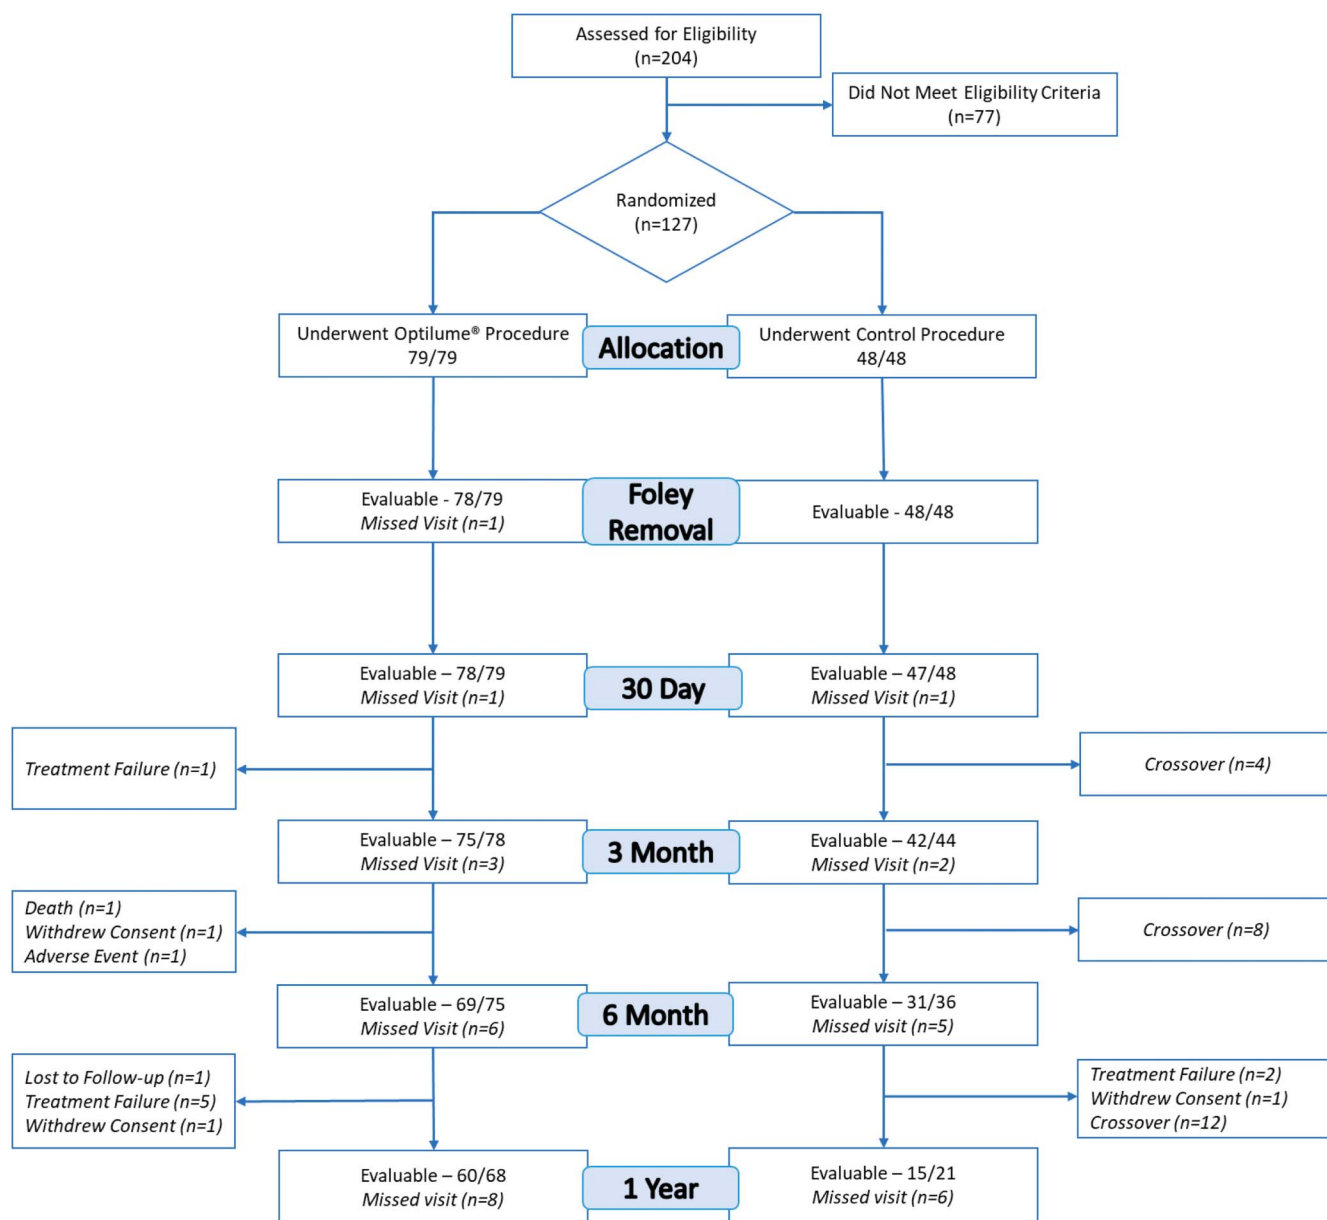 Assessed for Eligibility
(n=204)
Did Not Meet Eligibility Criteria
(n=77)
Randomized
(n=127)
Underwent Optilume® Procedure
79/79
Allocation
Underwent Control Procedure
48/48
Evaluable - 78/79
Missed Visit (n=1)
Foley
Removal
Evaluable - 48/48
Evaluable – 78/79
Missed Visit (n=1)
30 Day
Evaluable – 47/48
Missed Visit (n=1)
Treatment Failure (n=1)
Crossover (n=4)
Evaluable – 75/78
Missed Visit (n=3)
3 Month
Evaluable – 42/44
Missed Visit (n=2)
Death (n=1)
Withdrew Consent (n=1)
Adverse Event (n=1)
Crossover (n=8)
Evaluable – 69/75
Missed Visit (n=6)
6 Month
Evaluable – 31/36
Missed visit (n=5)
Lost to Follow-up (n=1)
Treatment Failure (n=5)
Withdrew Consent (n=1)
Treatment Failure (n=2)
Withdrew Consent (n=1)
Crossover (n=12)
Evaluable – 60/68
Missed visit (n=8)
1 Year
Evaluable – 15/21
Missed visit (n=6)